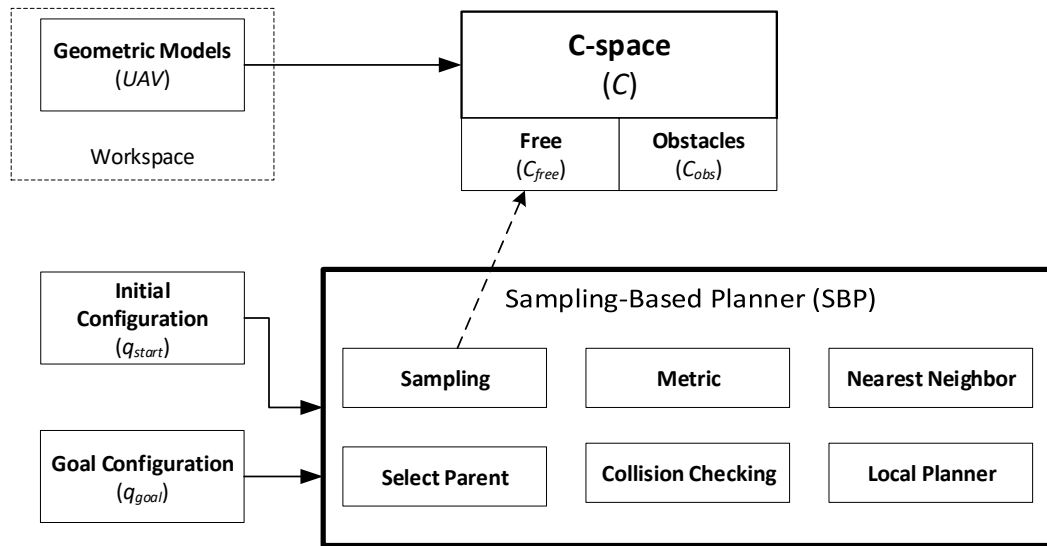 Geometric Models
(UAV)
Workspace
C-space
(C)
Free
(Cfree)
Obstacles
(Cobs)
Initial
Configuration
(qstart)
Goal Configuration
(qgoal)
Sampling-Based Planner (SBP)
Sampling
Metric
Nearest Neighbor
Select Parent
Collision Checking
Local Planner